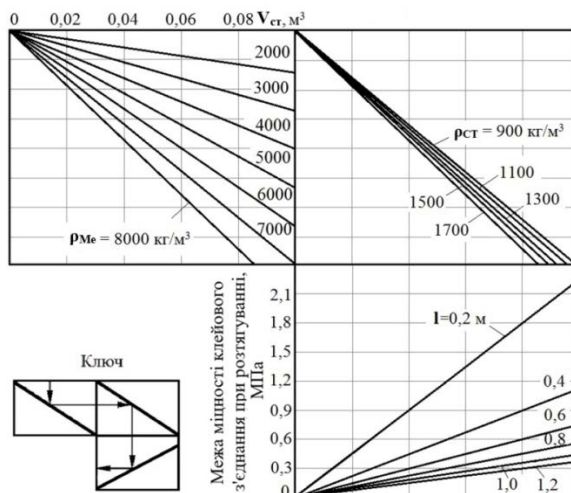 0 0,02 0,04 0,06 0,08 Vст, м³
2000
3000
4000
5000
6000
7000
ρMe = 8000 кг/м³
ρСТ = 900 кг/м³
1100
1300
1500
1700
Ключ
Межа міцності клейового
з'єднання при розтягуванні,
МПа
2,1
1,8
1,5
1,2
0,9
0,6
0,3
0
l=0,2 м
0,4
0,6
0,8
1,0
1,2